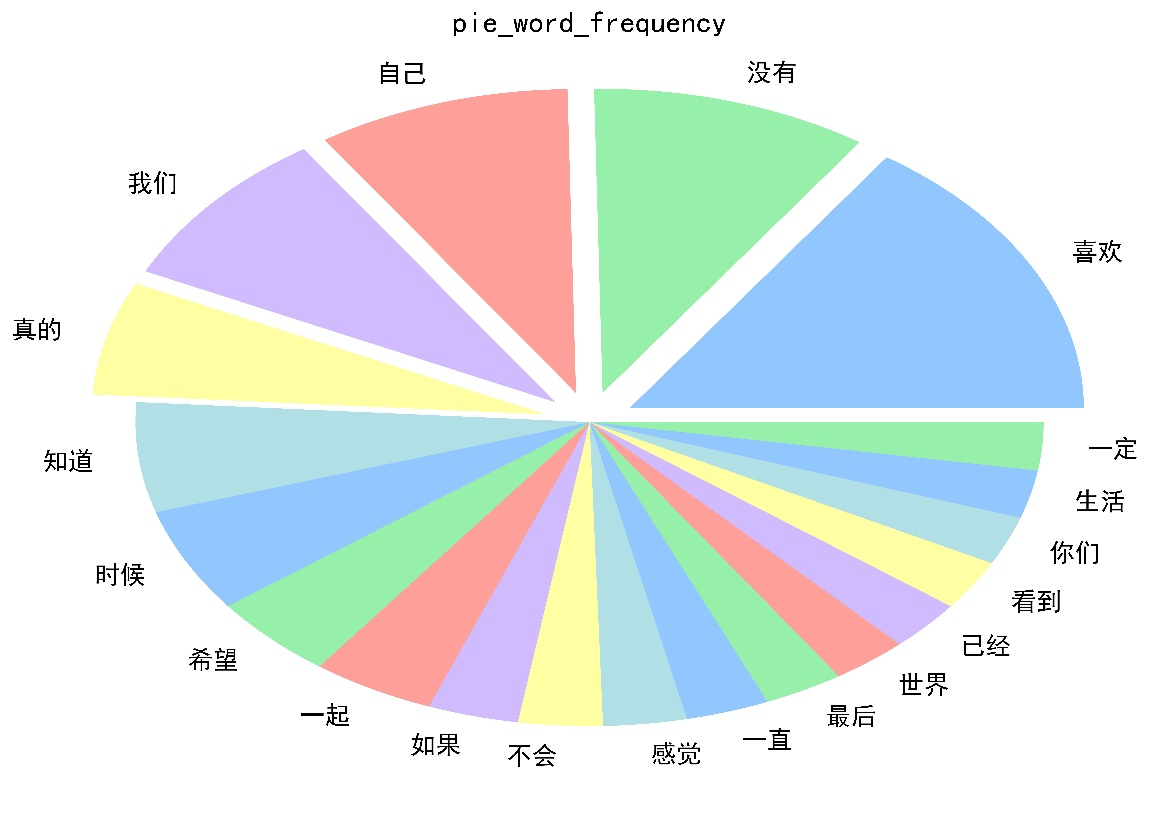 pie_word_frequency
自己
没有
我们
喜欢
真的
一定
知道
生活
你们
时候
看到
已经
希望
世界
一起
最后
如果
一直
不会
感觉